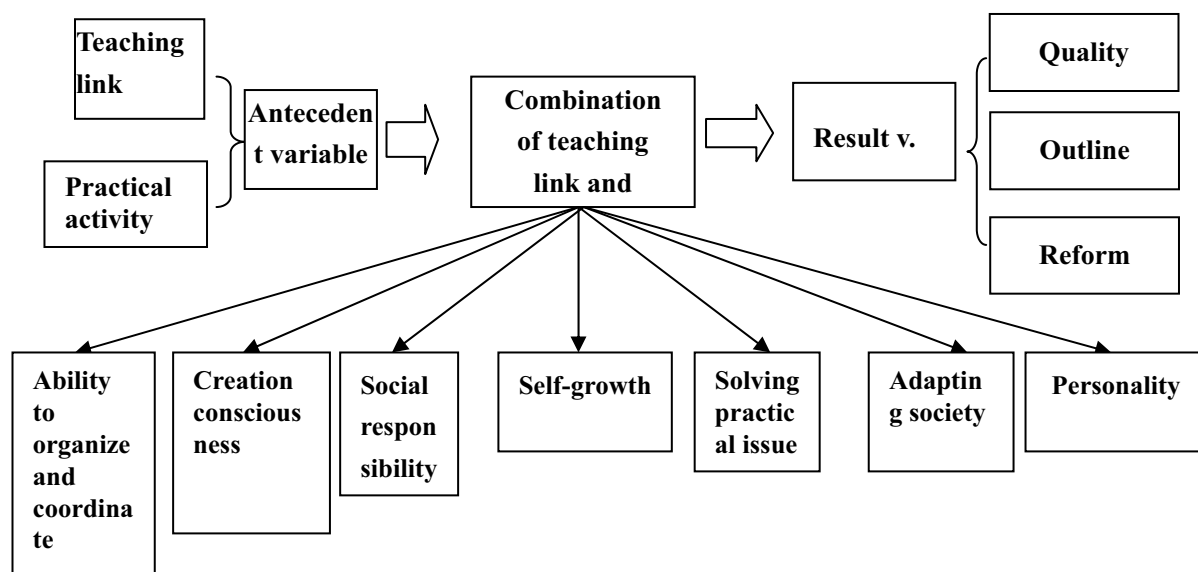 Teaching
link
Practical
activity
Anteceden
t variable
Combination
of teaching
link and
Result v.
Quality
Outline
Reform
Ability
to
organize
and
coordina
te
Creation
conscious
ness
Social
respon
sibility
Self-growth
Solving
practic
al issue
Adaptin
g society
Personality